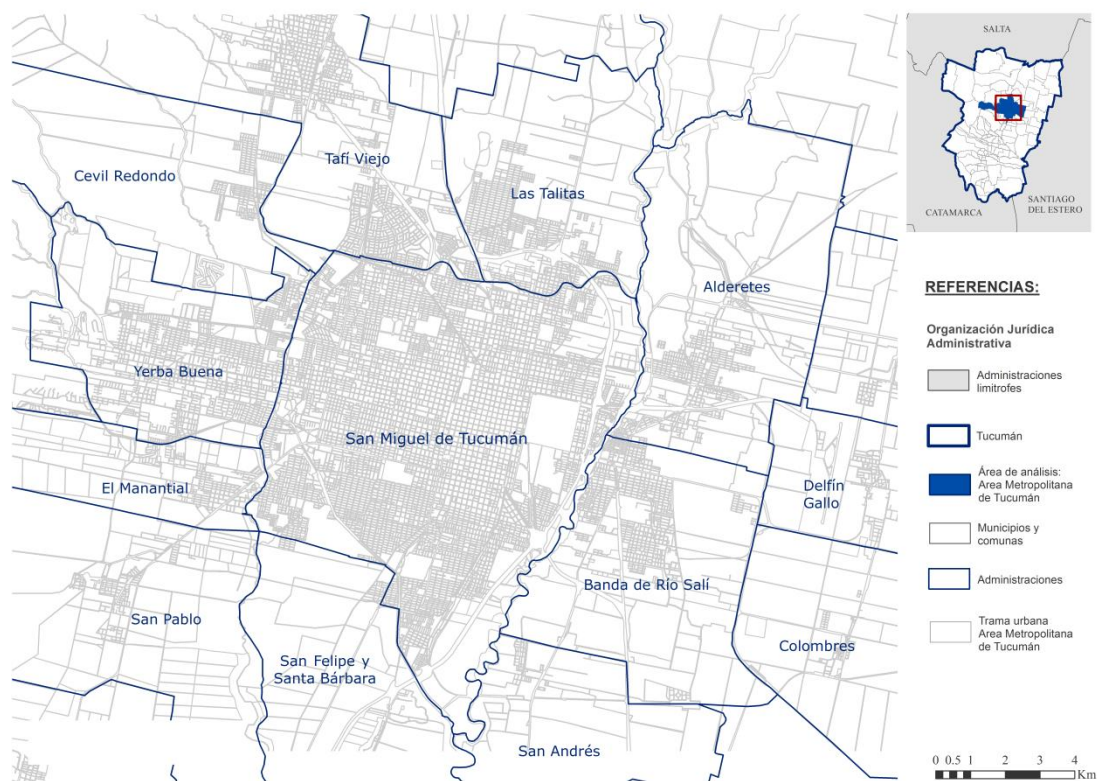 Cevil Redondo
Tafí Viejo
Las Talitas
Alderetes
Yerba Buena
San Miguel de Tucumán
El Manantial
Delfín
Gallo
Banda de Río Salí
San Pablo
San Felipe y
Santa Bárbara
Colombres
San Andrés
SALTA
CATAMARCA
SANTIAGO
DEL ESTERO
REFERENCIAS:
Organización Jurídica
Administrativa
Administraciones
limitrofes
Tucumán
Área de análisis:
Area Metropolitana
de Tucumán
Municipios y
comunas
Administraciones
Trama urbana
Area Metropolitana
de Tucumán
0 0.5 1 2 3 4
Km